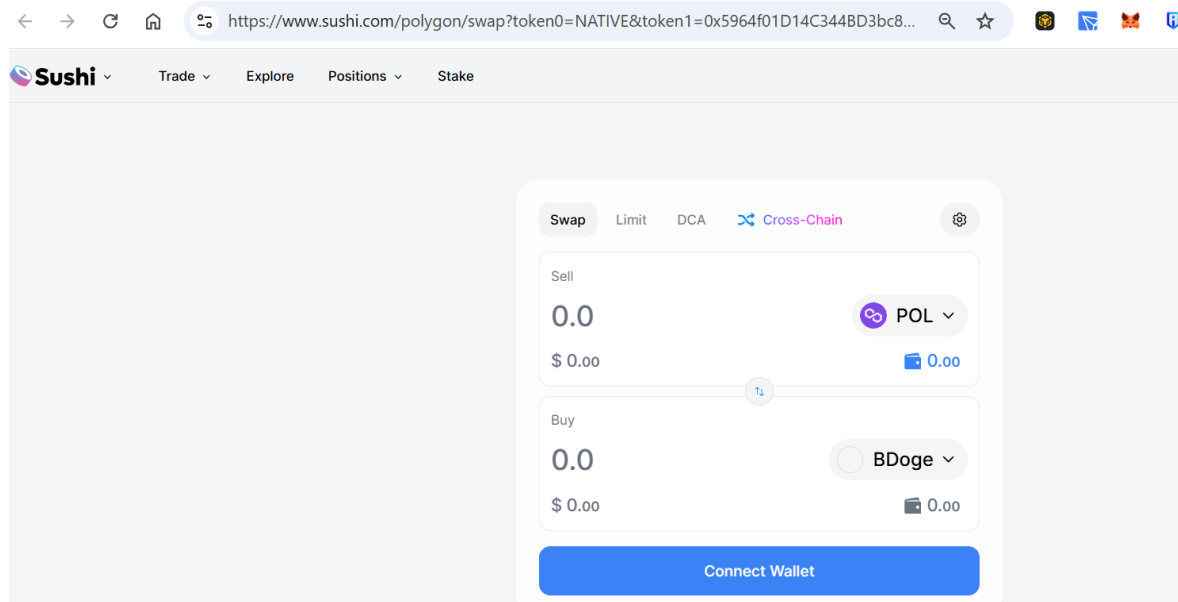 https://www.sushi.com/polygon/swap?token0=NATIVE&token1=0x5964f01D14C344BD3bc8...
Sushi Trade Explore Positions Stake
Swap Limit DCA Cross-Chain
Sell
0.0 POL
$ 0.00 0.00
Buy
0.0 BDoge
$ 0.00 0.00
Connect Wallet